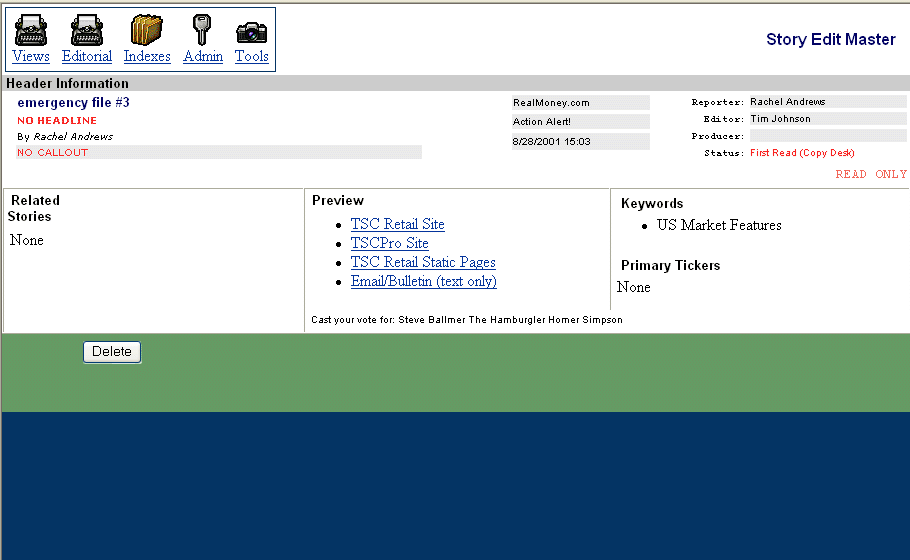 Views Editorial Indexes Admin Tools
Story Edit Master
Header Information
emergency file #3
NO HEADLINE
By Rachel Andrews
NO CALLOUT
RealMoney.com
Action Alert!
8/28/2001 15:03
Reporter: Rachel Andrews
Editor: Tim Johnson
Producer:
Status: First Read (Copy Desk)
READ ONLY
Related
Stories
None
Preview
TSC Retail Site
TSCPro Site
TSC Retail Static Pages
Email/Bulletin (text only)
Cast your vote for: Steve Ballmer The Hamburgler Homer Simpson
Keywords
US Market Features
Primary Tickers
None
Delete